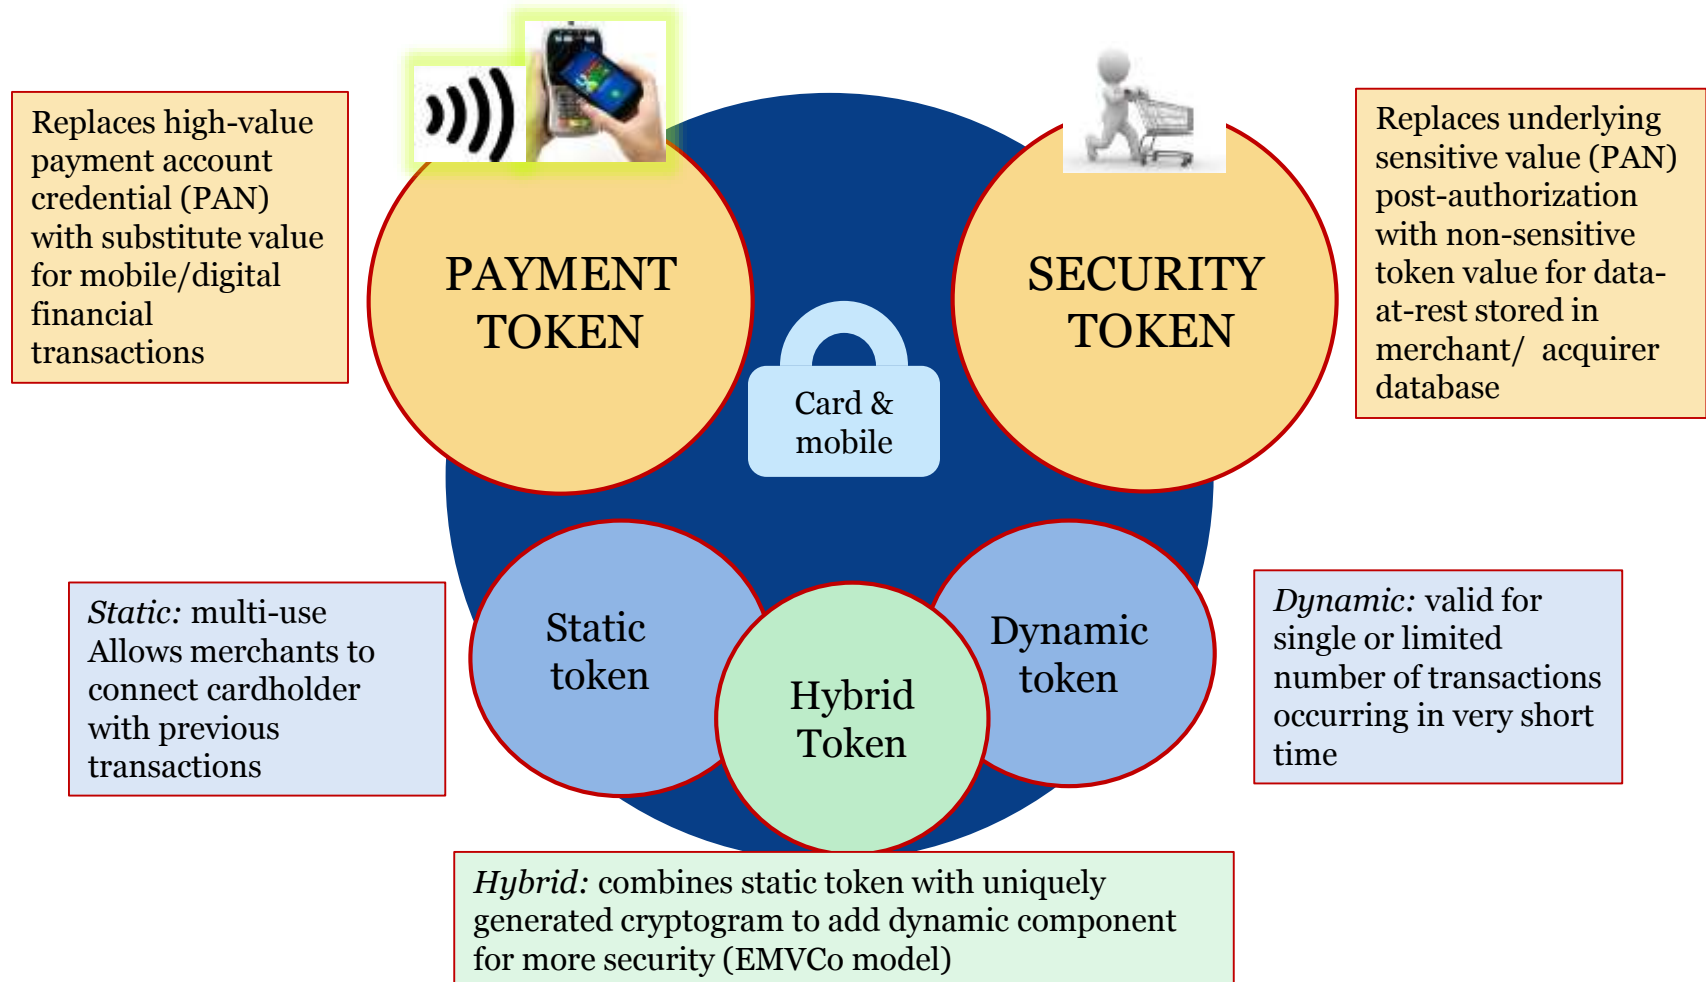 Replaces high-value
payment account
credential (PAN)
with substitute value
for mobile/digital
financial
transactions
PAYMENT
TOKEN
SECURITY
TOKEN
Replaces underlying
sensitive value (PAN)
post-authorization
with non-sensitive
token value for data-
at-rest stored in
merchant/ acquirer
database
Card &
mobile
Static: multi-use
Allows merchants to
connect cardholder
with previous
transactions
Static
token
Hybrid
Token
Dynamic
token
Dynamic: valid for
single or limited
number of transactions
occurring in very short
time
Hybrid: combines static token with uniquely
generated cryptogram to add dynamic component
for more security (EMVCo model)